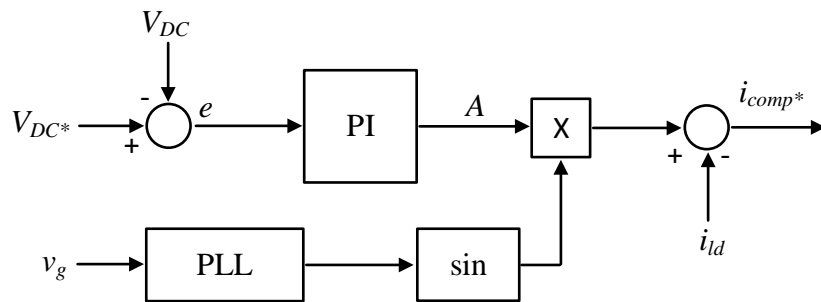 V_DC
-
e
V_DC*
+
PI
A
X
+
-
i_comp*
v_g
PLL
sin
i_ld